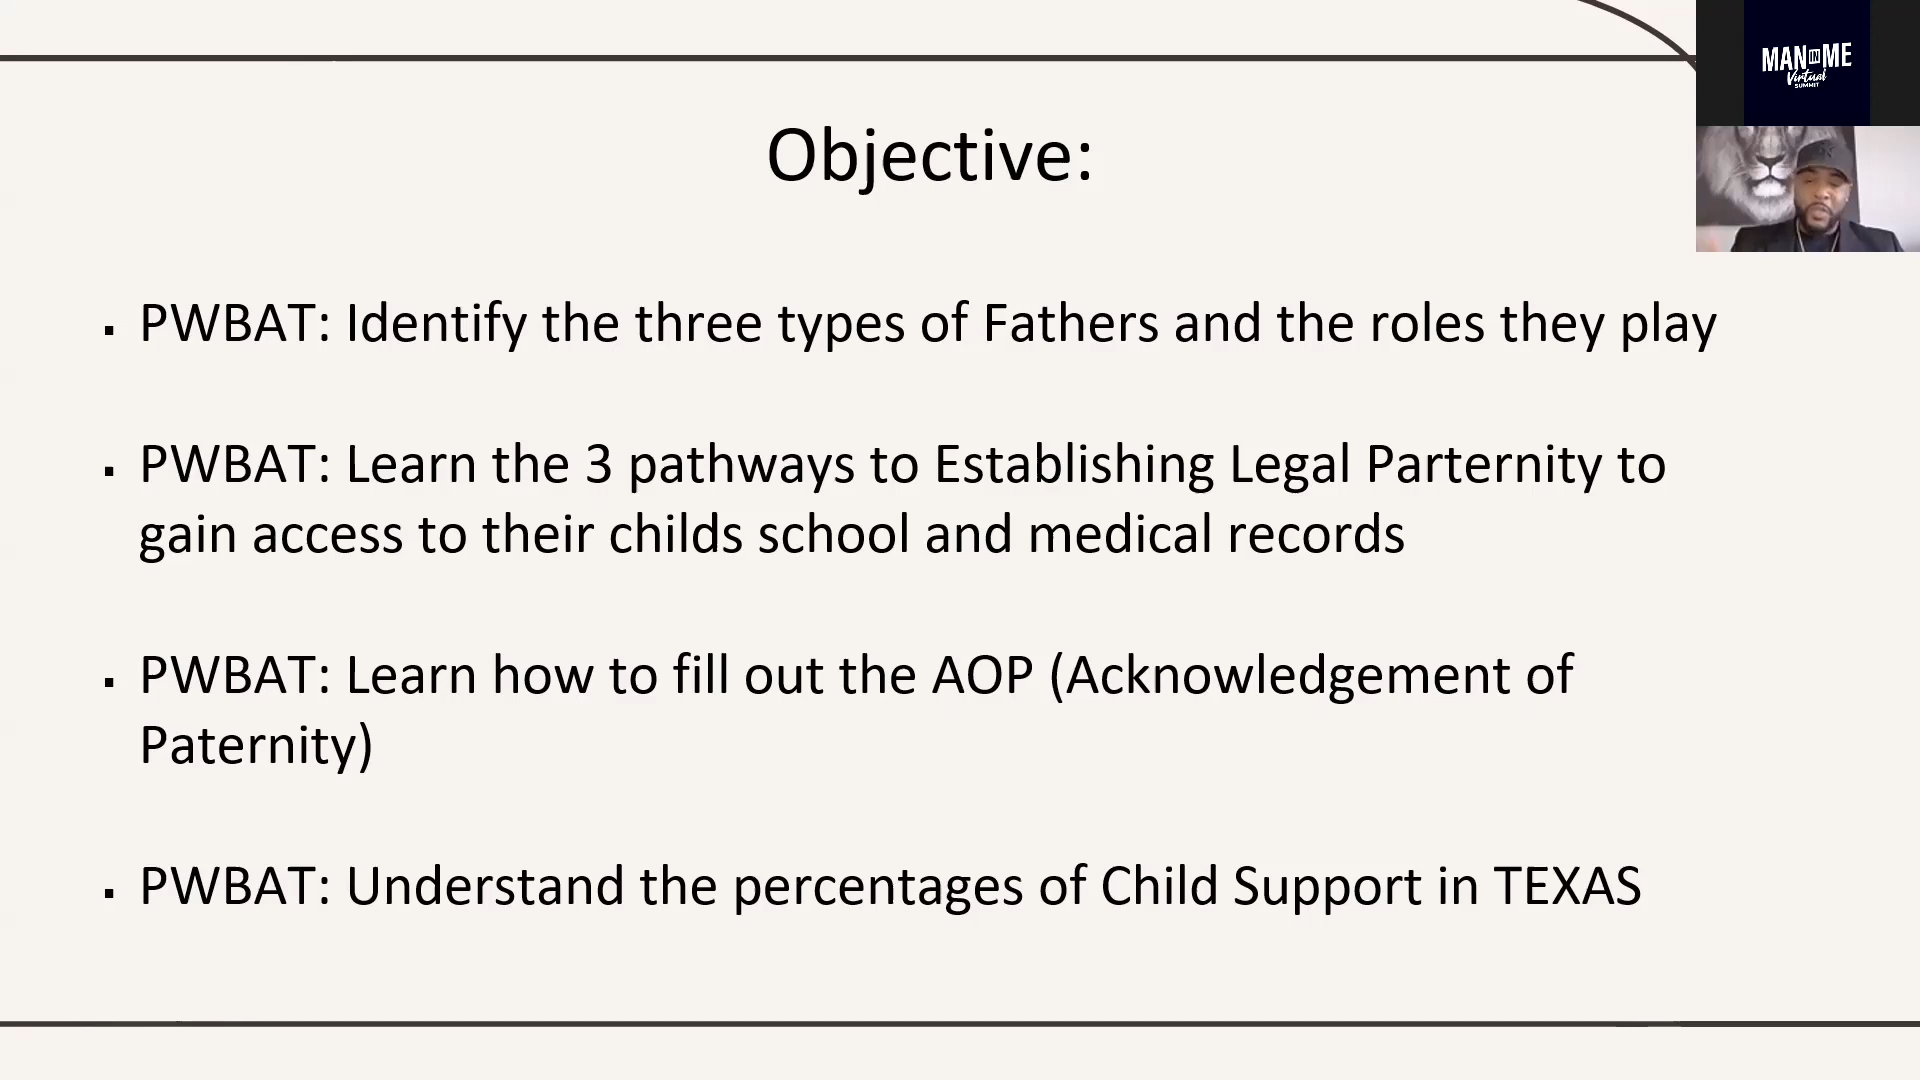 MAN IN ME
Virtual
SUMMIT
Objective:
▪ PWBAT: Identify the three types of Fathers and the roles they play
▪ PWBAT: Learn the 3 pathways to Establishing Legal Parternity to
gain access to their childs school and medical records
▪ PWBAT: Learn how to fill out the AOP (Acknowledgement of
Paternity)
▪ PWBAT: Understand the percentages of Child Support in TEXAS